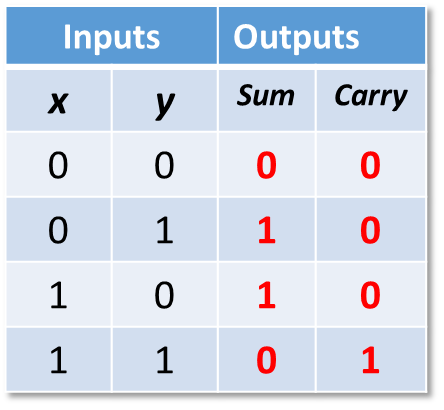 Inputs Outputs
x y Sum Carry
0 0 0 0
0 1 1 0
1 0 1 0
1 1 0 1